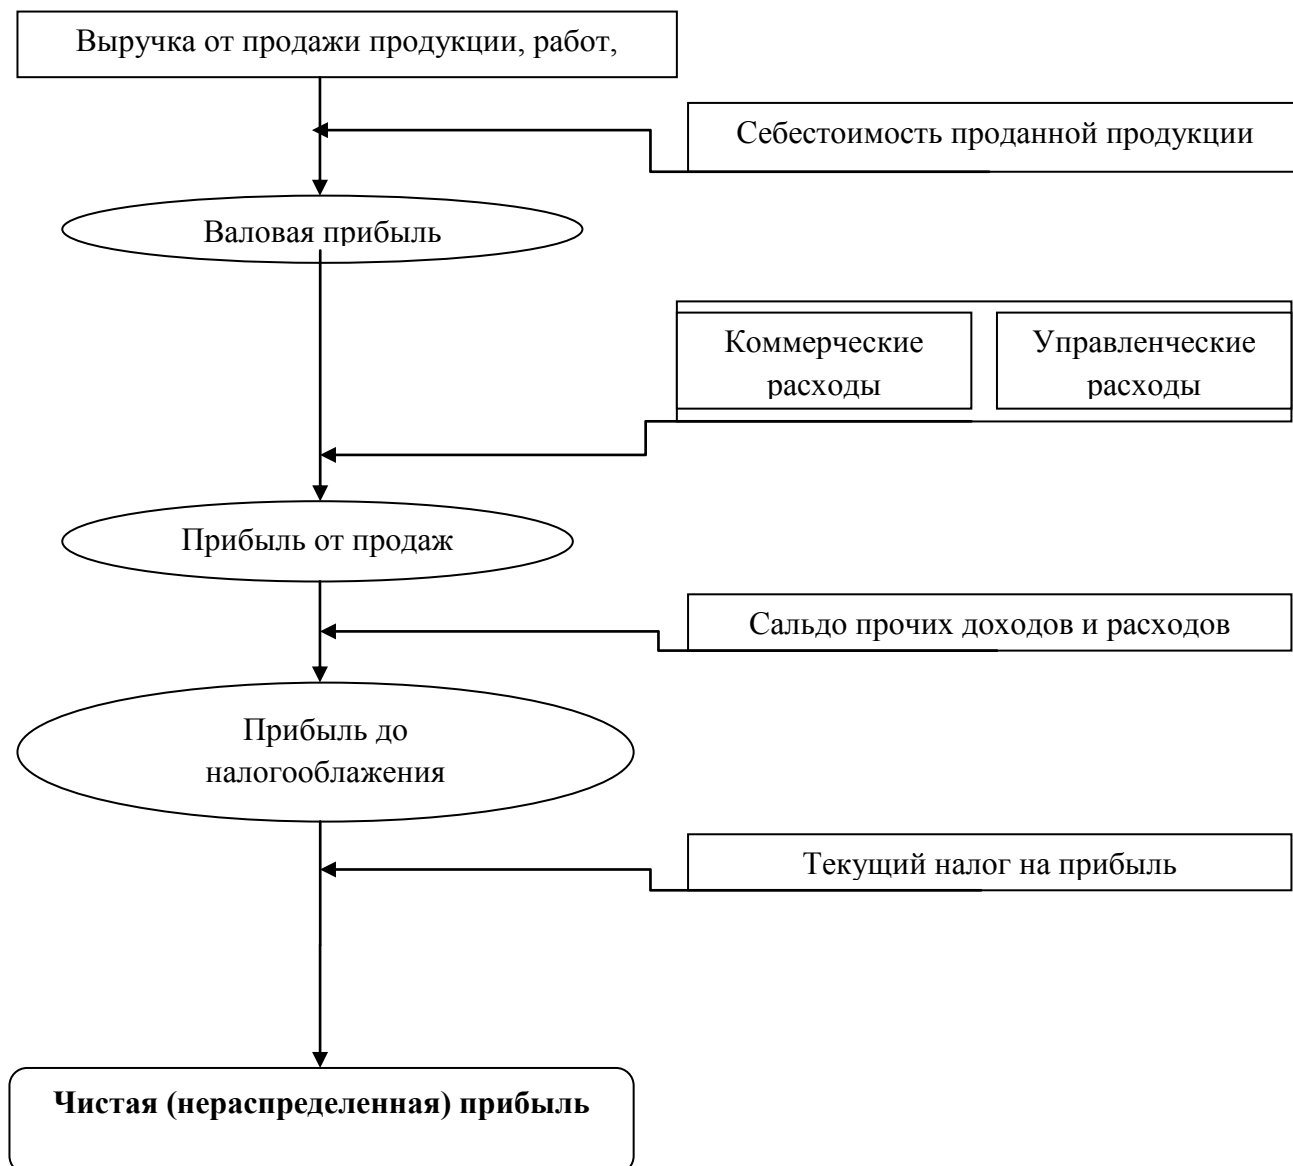 Выручка от продажи продукции, работ,
Себестоимость проданной продукции
Валовая прибыль
Коммерческие
расходы
Управленческие
расходы
Прибыль от продаж
Сальдо прочих доходов и расходов
Прибыль до
налогооблажения
Текущий налог на прибыль
Чистая (нераспределенная) прибыль